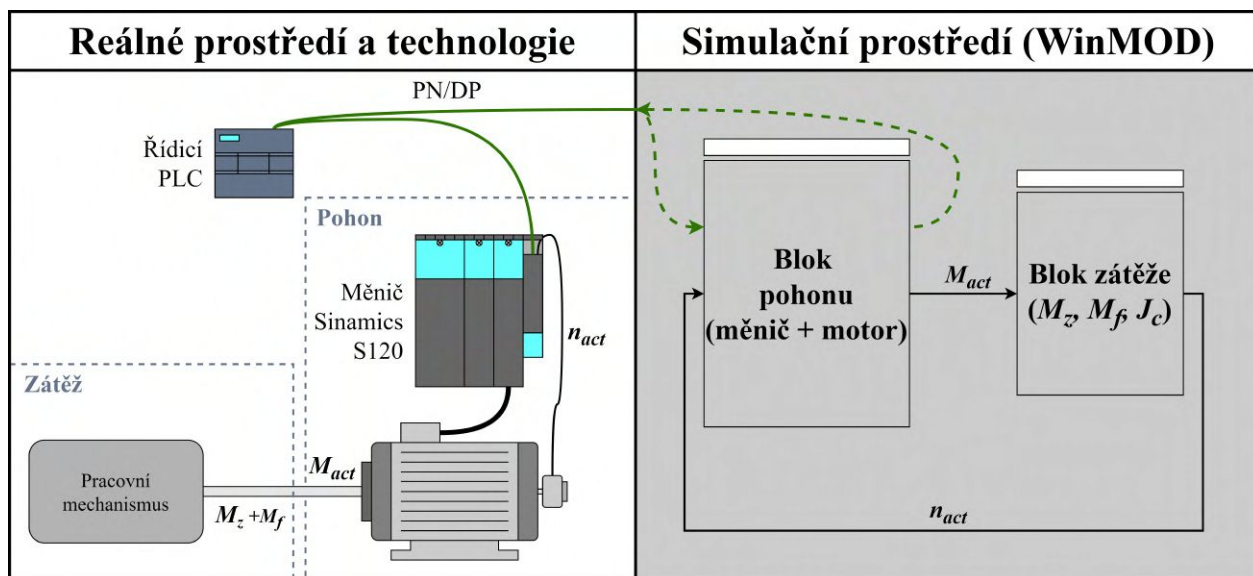 Reálné prostředí a technologie
Simulační prostředí (WinMOD)
PN/DP
Řídicí
PLC
Pohon
Měnič
Sinamics
S120
n_act
Zátěž
Pracovní
mechanismus
M_act
M_z +M_f
Blok
pohonu
(měnič + motor)
M_act
Blok zátěže
(M_z, M_f, J_c)
n_act